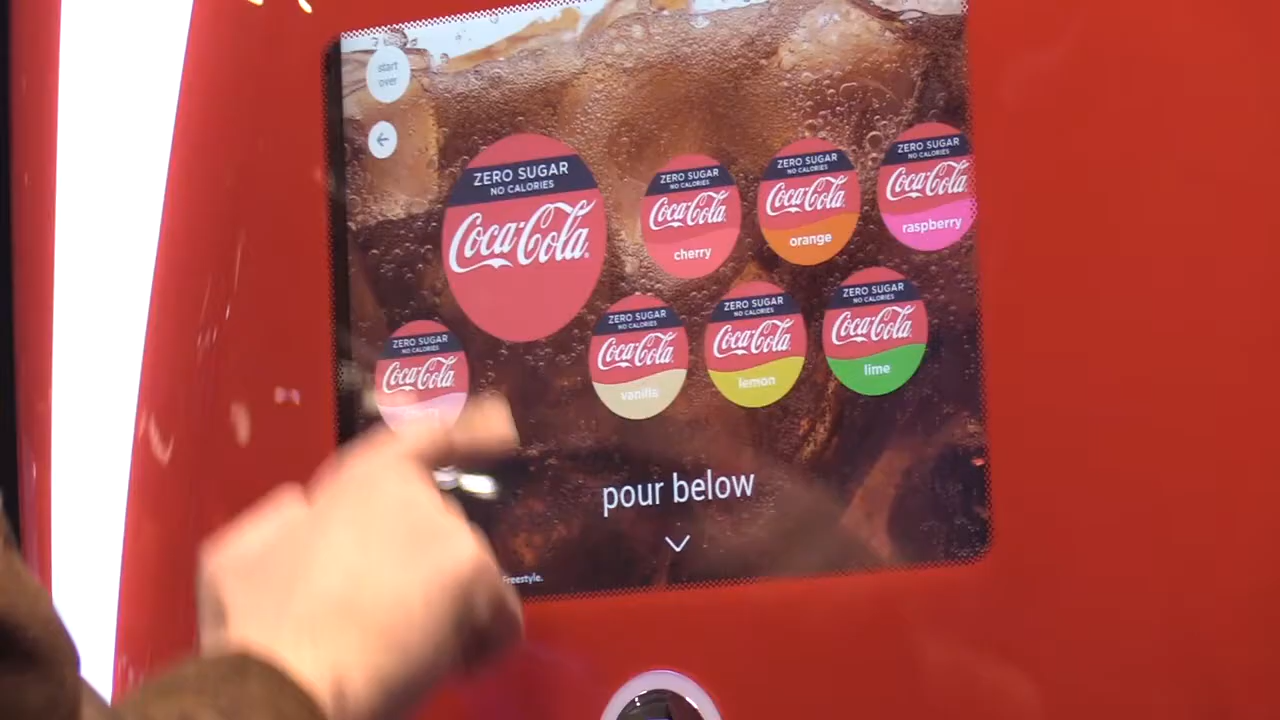 start
over
ZERO SUGAR
NO CALORIES
Coca-Cola
ZERO SUGAR
NO CALORIES
Coca-Cola
cherry
ZERO SUGAR
NO CALORIES
Coca-Cola
orange
ZERO SUGAR
NO CALORIES
Coca-Cola
raspberry
ZERO SUGAR
NO CALORIES
Coca-Cola
ZERO SUGAR
NO CALORIES
Coca-Cola
vanilla
ZERO SUGAR
NO CALORIES
Coca-Cola
lemon
ZERO SUGAR
NO CALORIES
Coca-Cola
lime
pour below
Freestyle.